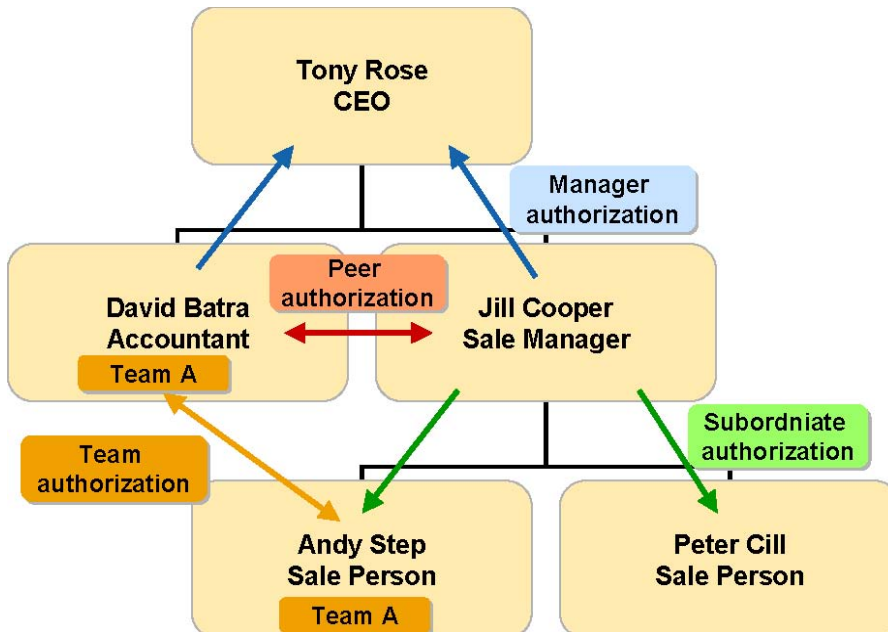 Tony Rose
CEO
Manager
authorization
Peer
authorization
David Batra
Accountant
Team A
Jill Cooper
Sale Manager
Team
authorization
Subordniate
authorization
Andy Step
Sale Person
Team A
Peter Cill
Sale Person